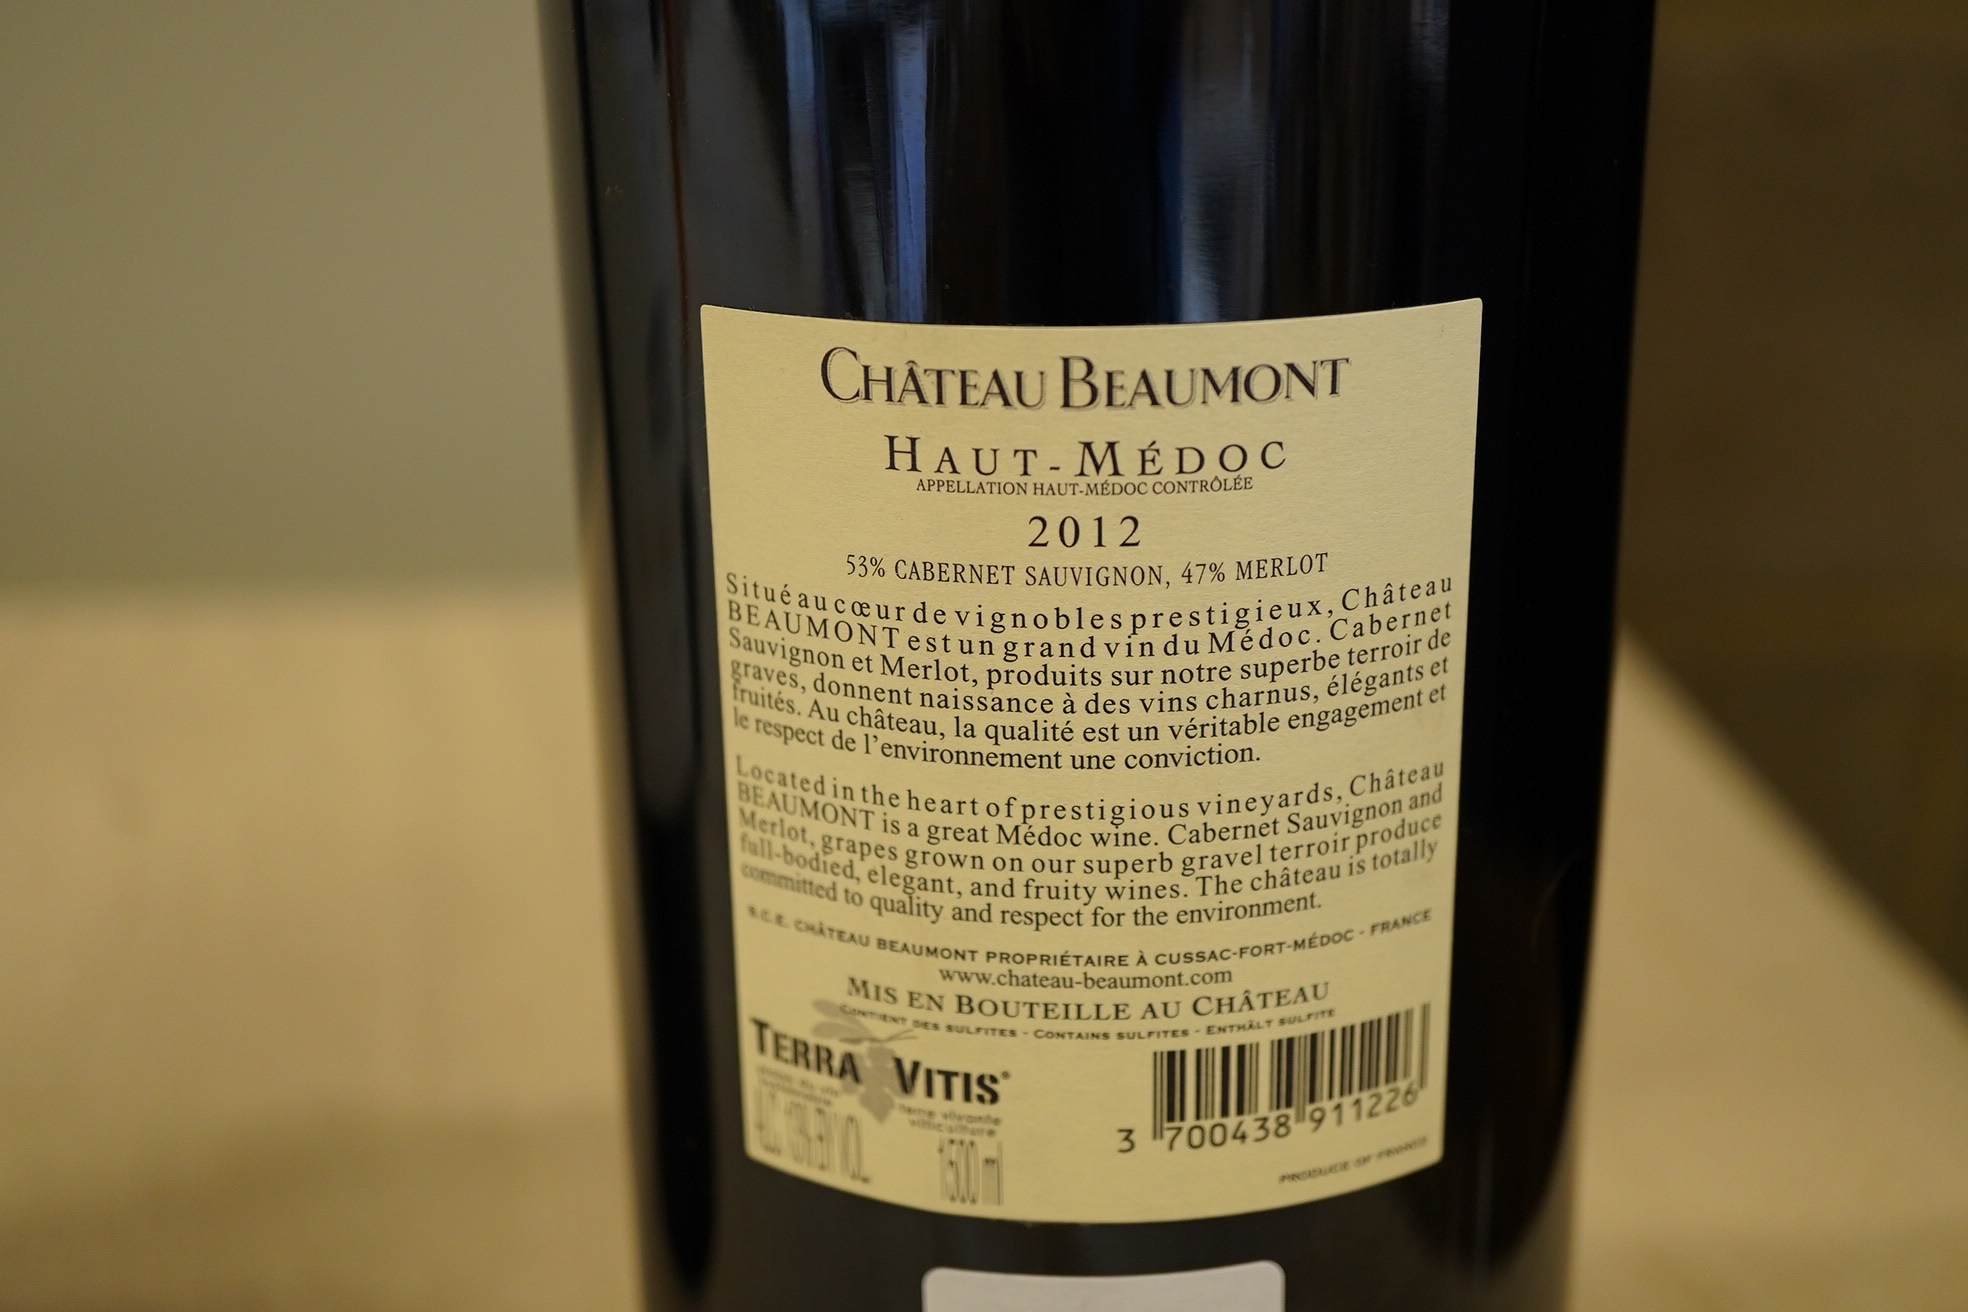 CHÂTEAU BEAUMONT
HAUT-MÉDOC
APPELLATION HAUT-MÉDOC CONTRÔLÉE
2012
53% CABERNET SAUVIGNON, 47% MERLOT
Situé au cœur de vignobles prestigieux, Château
BEAUMONT est un grand vin du Médoc. Cabernet
Sauvignon et Merlot, produits sur notre superbe terroir de
graves, donnent naissance à des vins charnus, élégants et
fruités. Au château, la qualité est un véritable engagement et
le respect de l’environnement une conviction.
Located in the heart of prestigious vineyards, Château
BEAUMONT is a great Médoc wine. Cabernet Sauvignon and
Merlot, grapes grown on our superb gravel terroir produce
full-bodied, elegant, and fruity wines. The château is totally
committed to quality and respect for the environment.
S.C.E. CHÂTEAU BEAUMONT PROPRIÉTAIRE À CUSSAC-FORT-MÉDOC - FRANCE
www.chateau-beaumont.com
MIS EN BOUTEILLE AU CHÂTEAU
CONTIENT DES SULFITES - CONTAINS SULFITES - ENTHÄLT SULFITE
TERRA VITIS®
terre vivante
viticulture
1500 ml
3 700438 911226
PRODUCE OF FRANCE